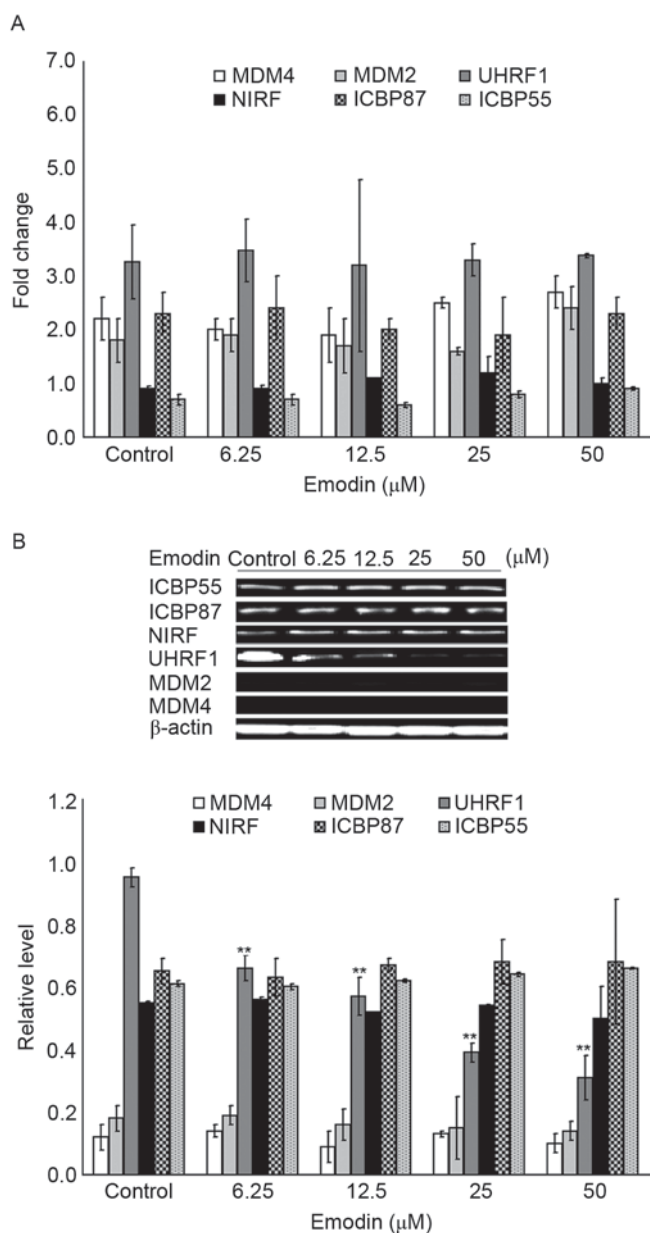 A
7.0
6.0
5.0
4.0
3.0
2.0
1.0
0.0
Fold change
MDM4 MDM2 UHRF1
NIRF ICBP87 ICBP55
Control 6.25 12.5 25 50
Emodin (μM)
B
Emodin Control 6.25 12.5 25 50 (μM)
ICBP55
ICBP87
NIRF
UHRF1
MDM2
MDM4
β-actin
1.2
1.0
0.8
0.6
0.4
0.2
0.0
Relative level
MDM4 MDM2 UHRF1
NIRF ICBP87 ICBP55
**
**
**
**
Control 6.25 12.5 25 50
Emodin (μM)